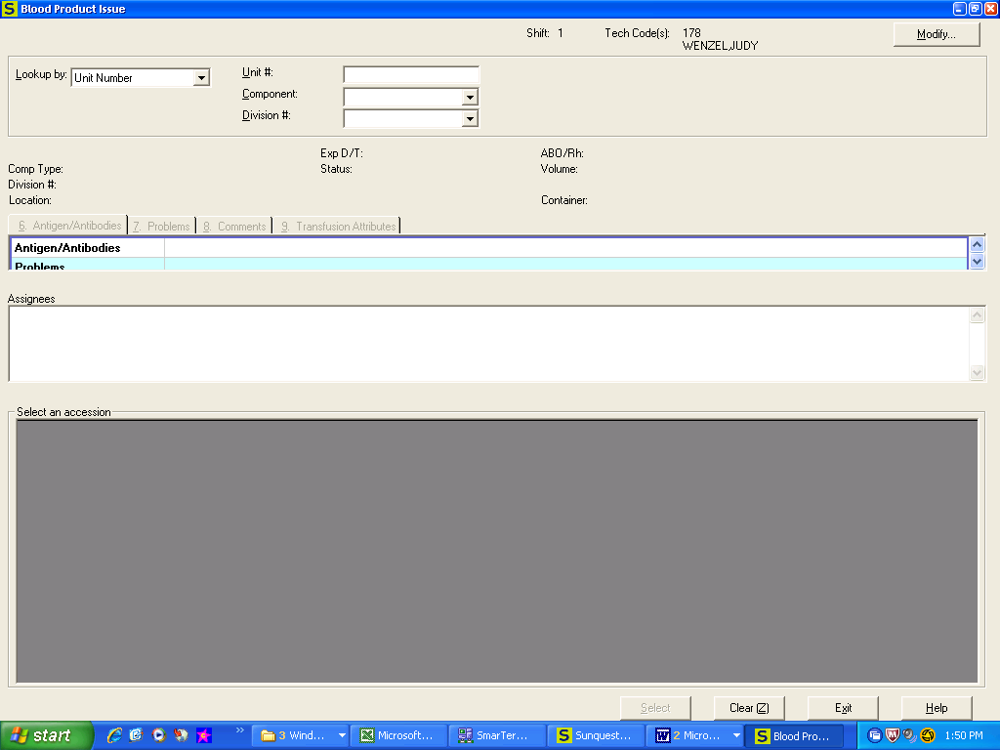 S Blood Product Issue
Shift: 1 Tech Code(s): 178 Modify...
WENZEL,JUDY
Lookup by: Unit Number Unit #:
Component:
Division #:
Exp D/T: ABO/Rh:
Comp Type: Status: Volume:
Division #:
Location: Container:
6. Antigen/Antibodies 7. Problems 8. Comments 9. Transfusion Attributes
Antigen/Antibodies
Problems
Assignees
Select an accession
Select Clear (Z) Exit Help
start 3 Wind... Microsoft... SmarTer... S Sunquest... W 2 Micro... S Blood Pro... 1:50 PM